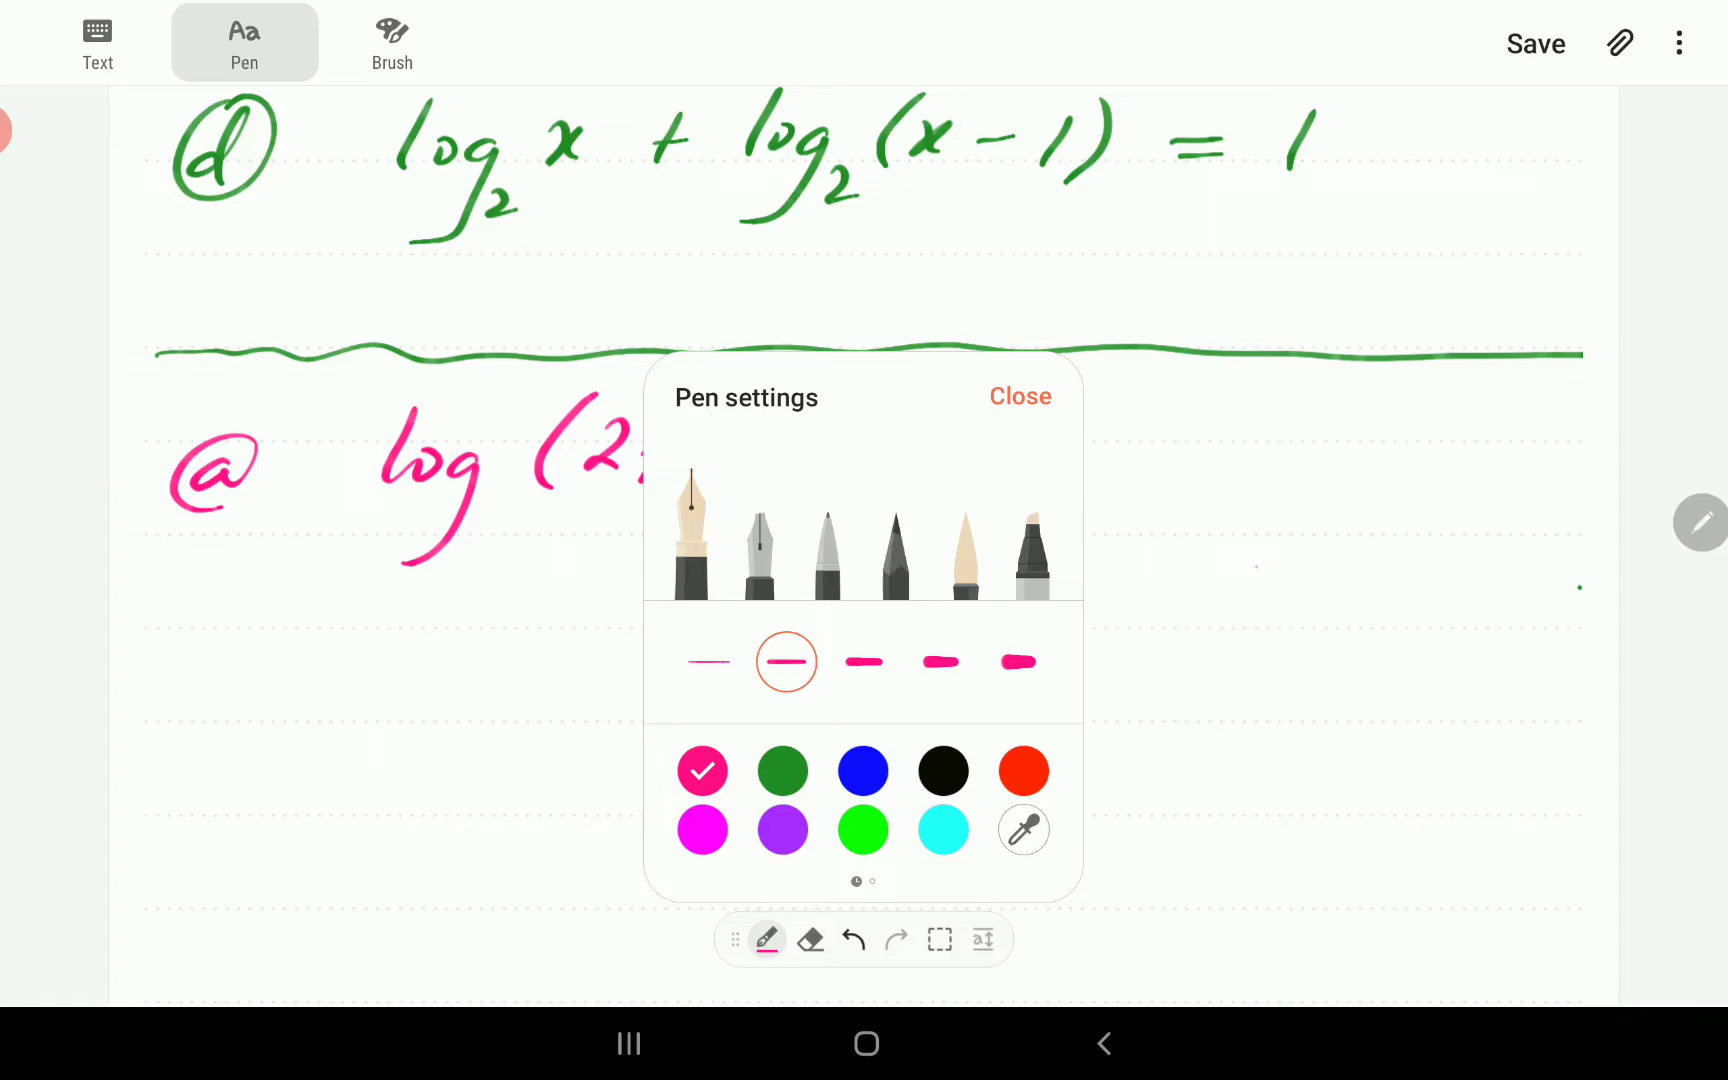 Text
Pen
Brush
Save
ⓓ log₂ x + log₂ (x - 1) = 1
Pen settings
Close
ⓐ log (2